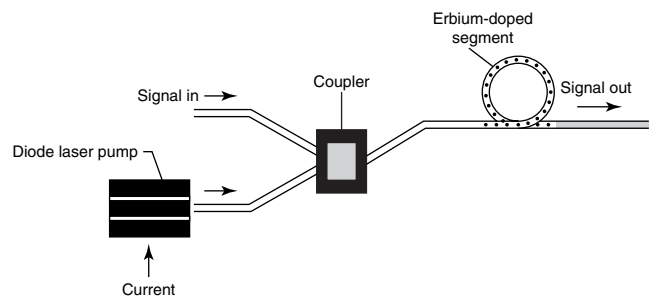 Erbium-doped
segment
Coupler
Signal in
Signal out
Diode laser pump
Current